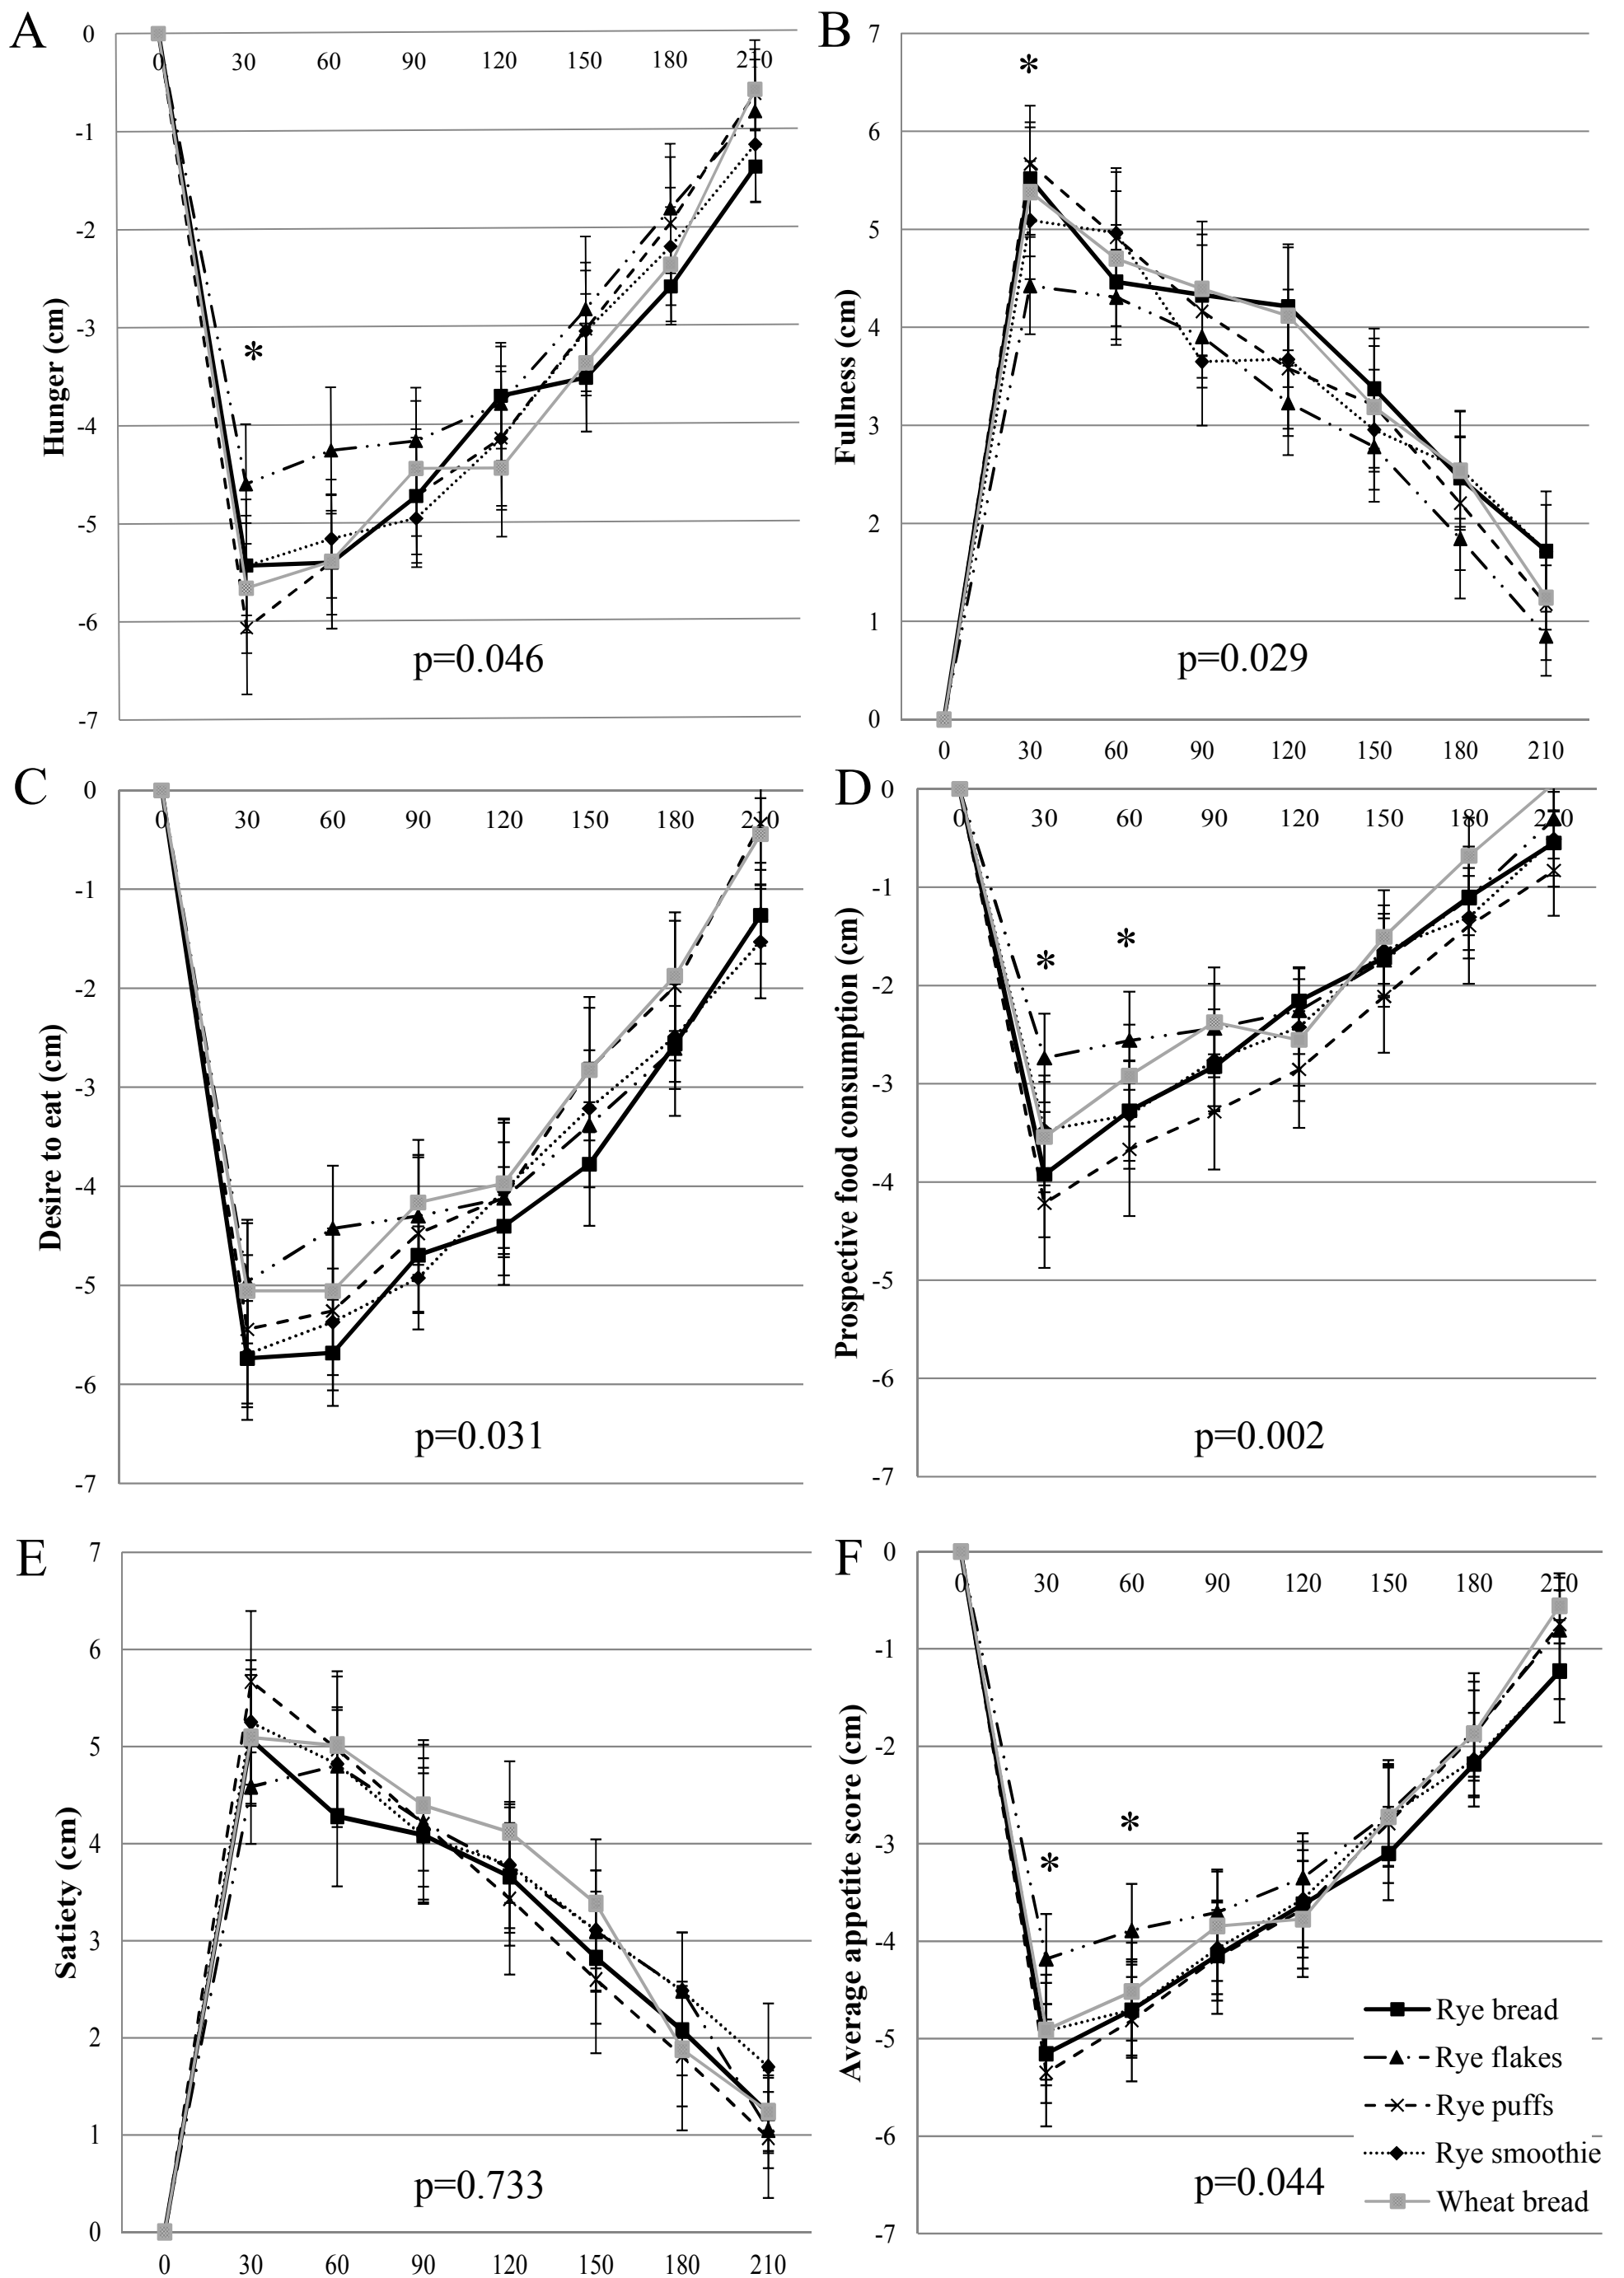 A
0
-1
-2
-3
-4
-5
-6
-7
0 30 60 90 120 150 180 210
Hunger (cm)
*
p=0.046
B
7
6
5
4
3
2
1
0
0 30 60 90 120 150 180 210
Fullness (cm)
*
p=0.029
C
0
-1
-2
-3
-4
-5
-6
-7
0 30 60 90 120 150 180 210
Desire to eat (cm)
p=0.031
D
0
-1
-2
-3
-4
-5
-6
-7
0 30 60 90 120 150 180 210
Prospective food consumption (cm)
* *
p=0.002
E
7
6
5
4
3
2
1
0
0 30 60 90 120 150 180 210
Satiety (cm)
p=0.733
F
0
-1
-2
-3
-4
-5
-6
-7
0 30 60 90 120 150 180 210
Average appetite score (cm)
* *
p=0.044
Rye bread
Rye flakes
Rye puffs
Rye smoothie
Wheat bread